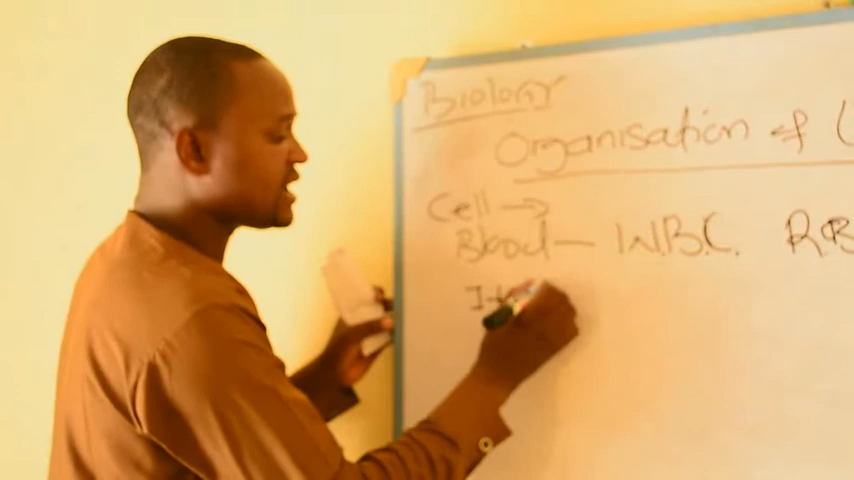 Biology
Organisation of
Cell →
Blood — W.B.C. R.B